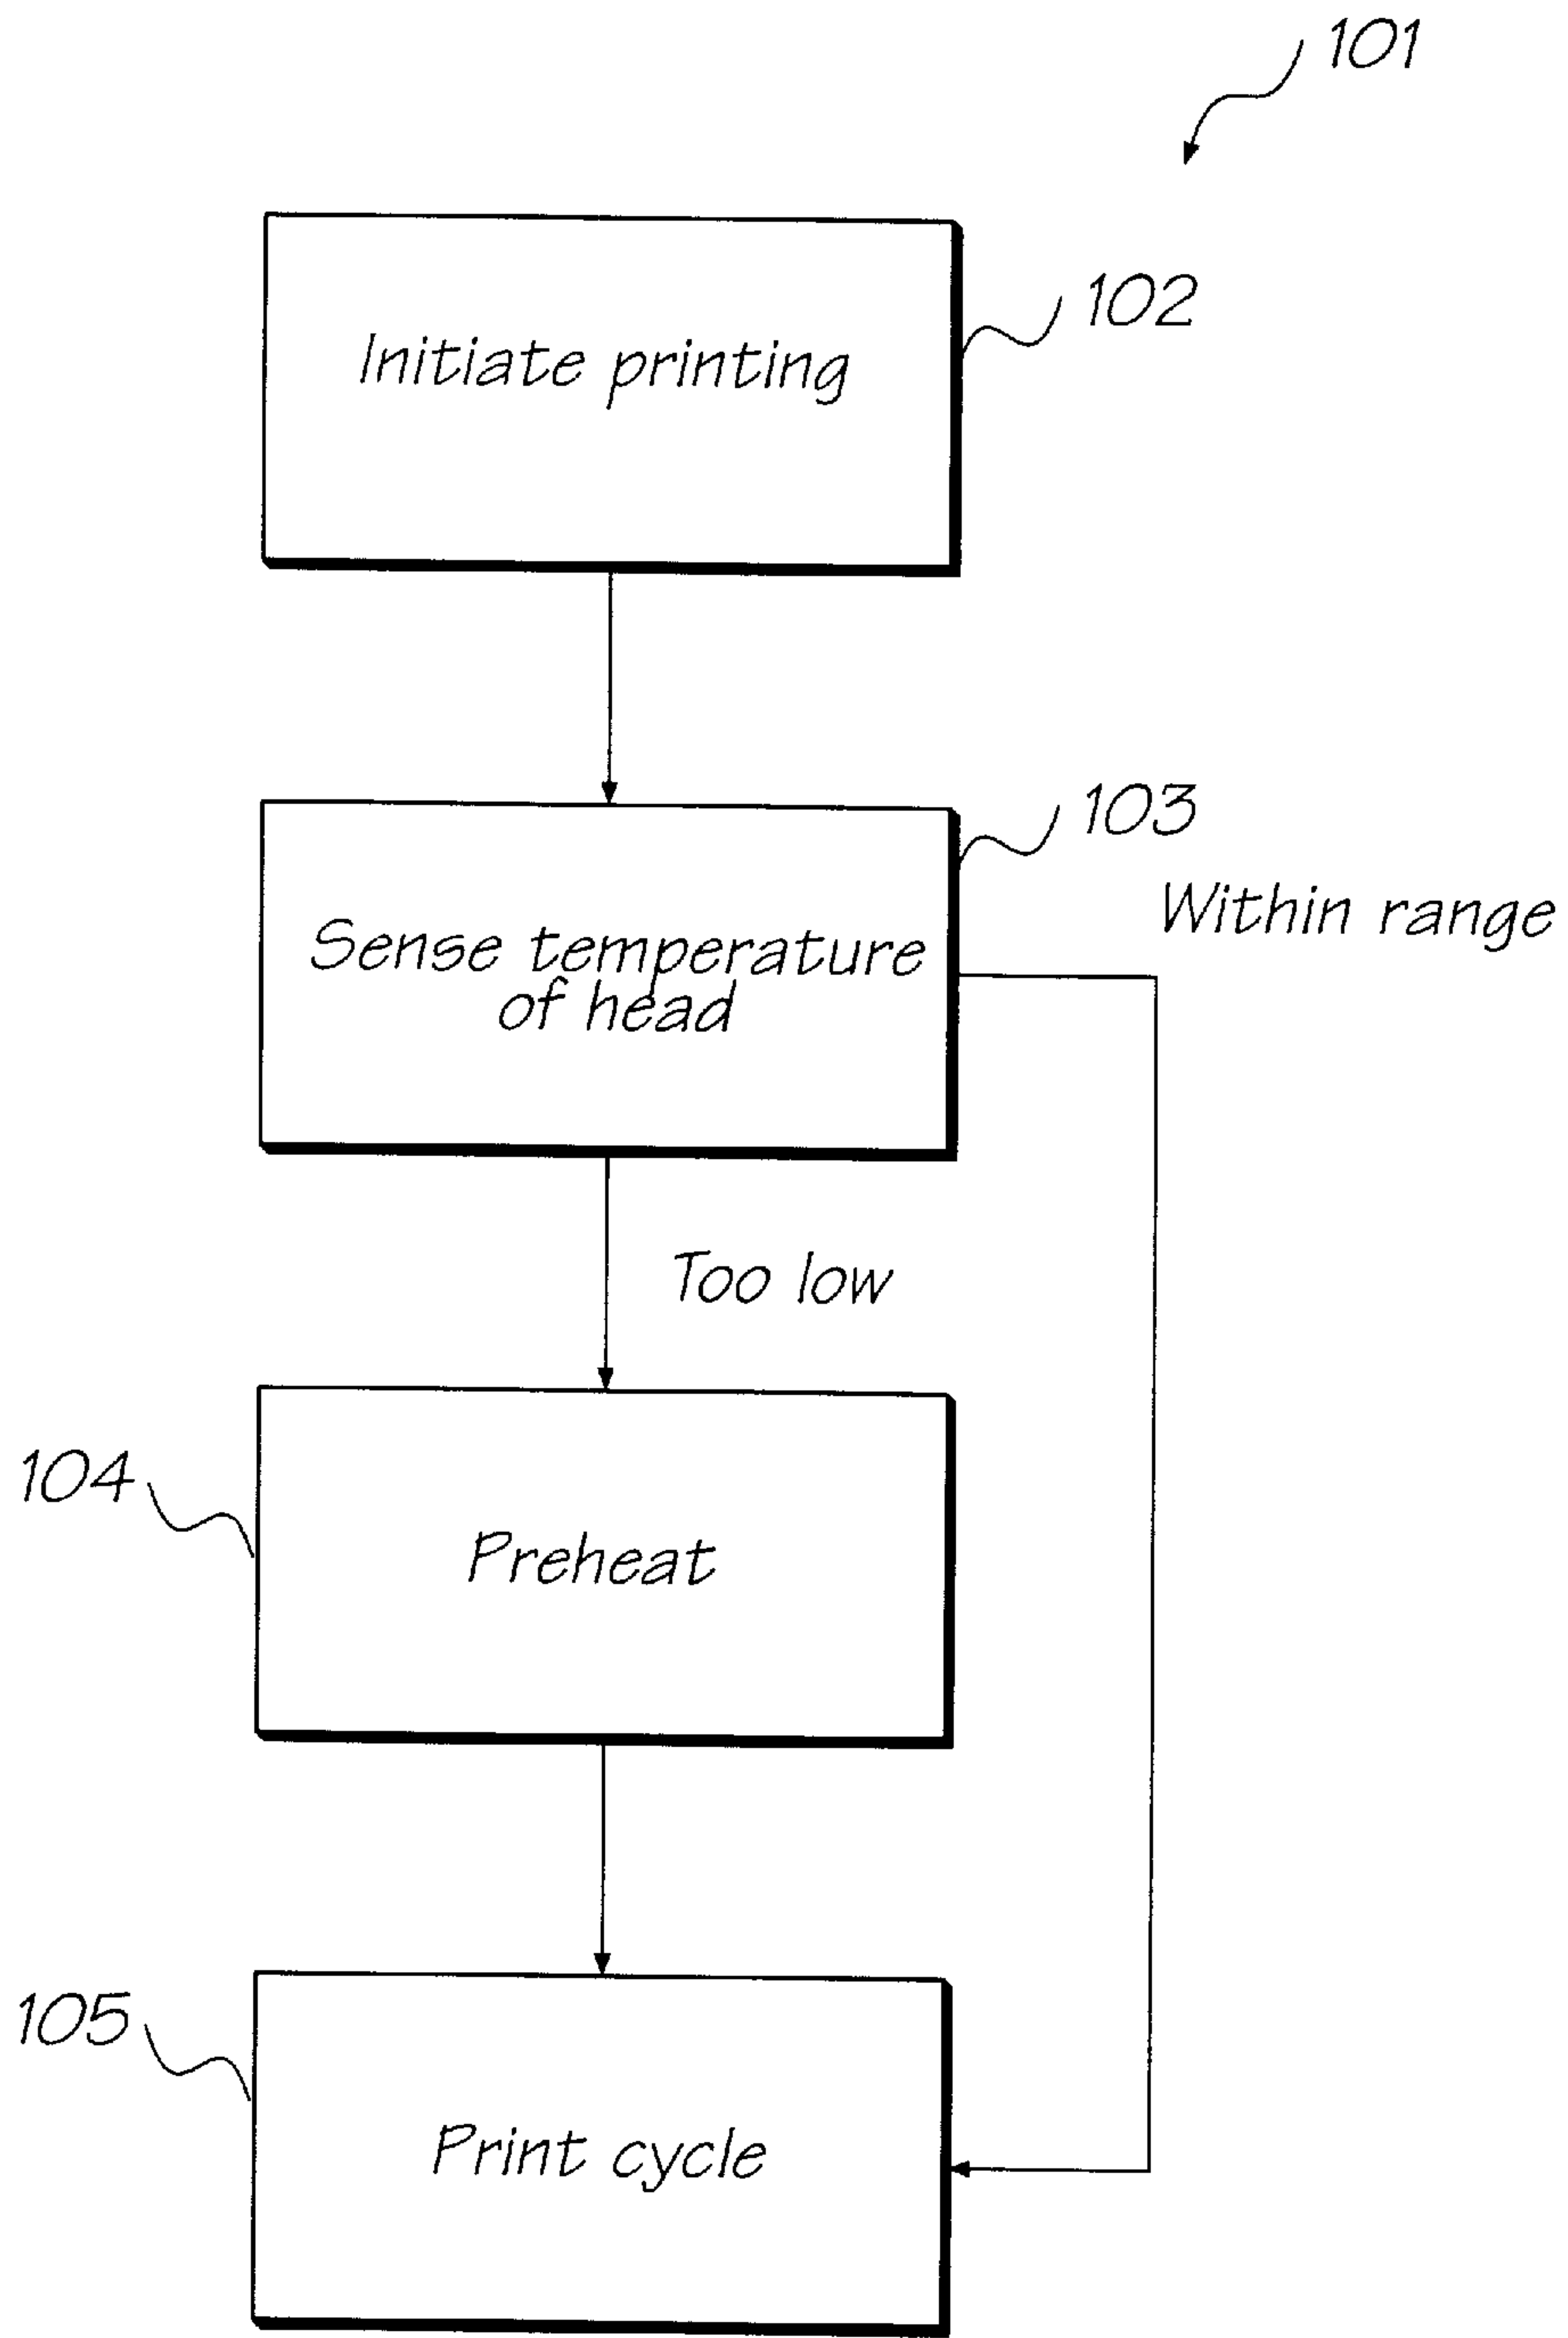 101
Initiate printing
102
103
Within range
Sense temperature
of head
Too low
104
Preheat
105
Print cycle